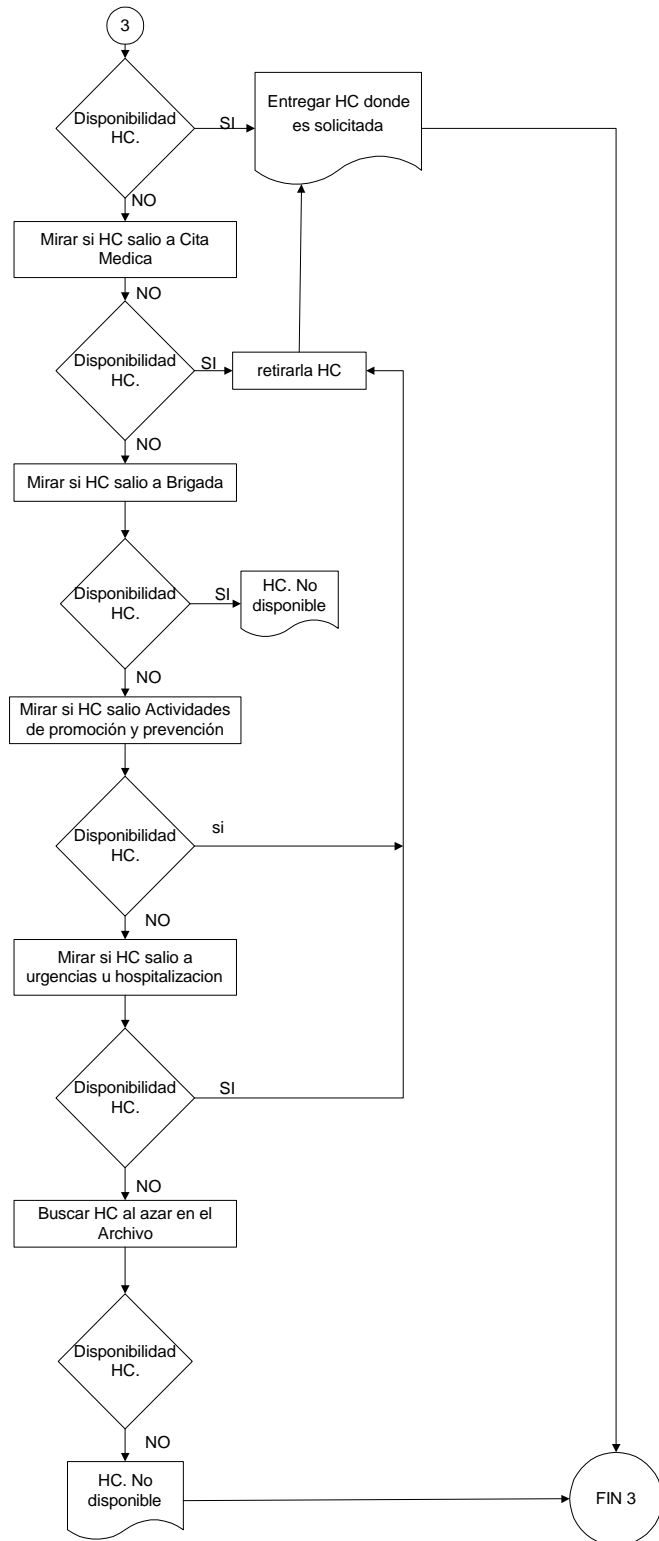 3
Disponibilidad
HC.
SI
Entregar HC donde
es solicitada
NO
Mirar si HC salio a Cita
Medica
NO
Disponibilidad
HC.
SI
retirarla HC
NO
Mirar si HC salio a Brigada
Disponibilidad
HC.
SI
HC. No
disponible
NO
Mirar si HC salio Actividades
de promoción y prevención
Disponibilidad
HC.
si
NO
Mirar si HC salio a
urgencias u hospitalizacion
Disponibilidad
HC.
SI
NO
Buscar HC al azar en el
Archivo
Disponibilidad
HC.
NO
HC. No
disponible
FIN 3